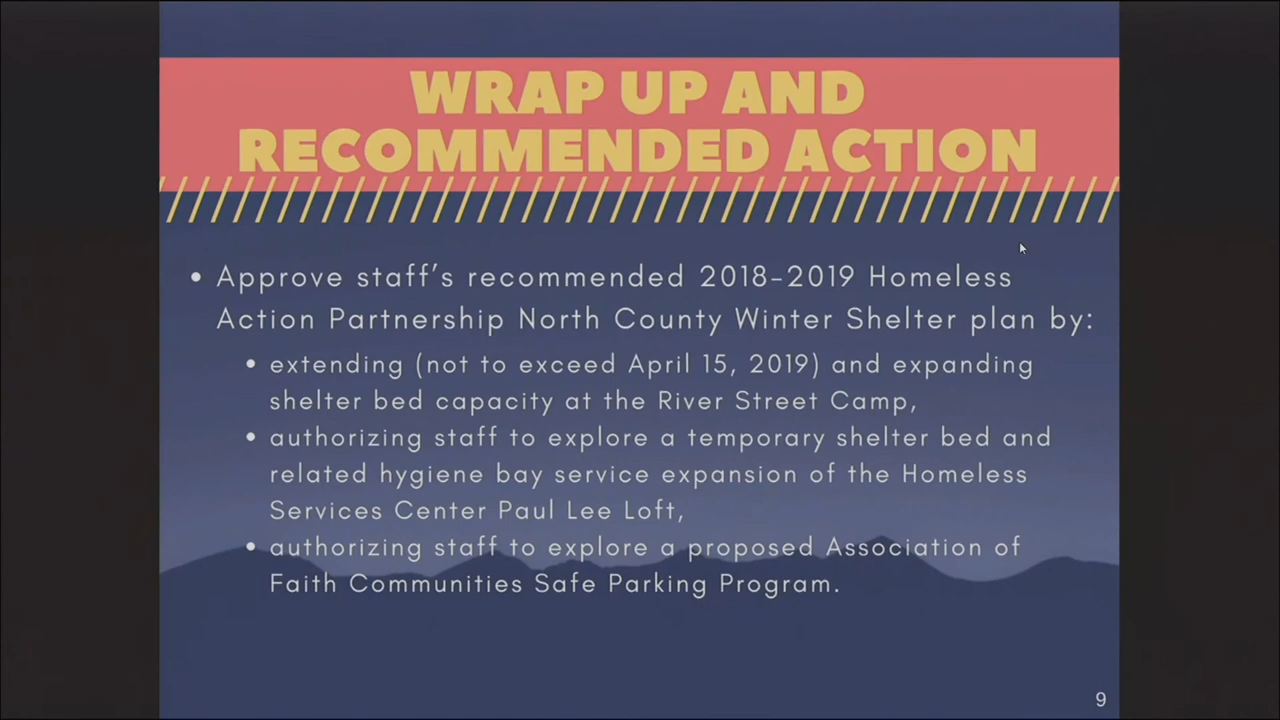 WRAP UP AND
RECOMMENDED ACTION
• Approve staff's recommended 2018-2019 Homeless
Action Partnership North County Winter Shelter plan by:
• extending (not to exceed April 15, 2019) and expanding
shelter bed capacity at the River Street Camp,
• authorizing staff to explore a temporary shelter bed and
related hygiene bay service expansion of the Homeless
Services Center Paul Lee Loft,
• authorizing staff to explore a proposed Association of
Faith Communities Safe Parking Program.
9